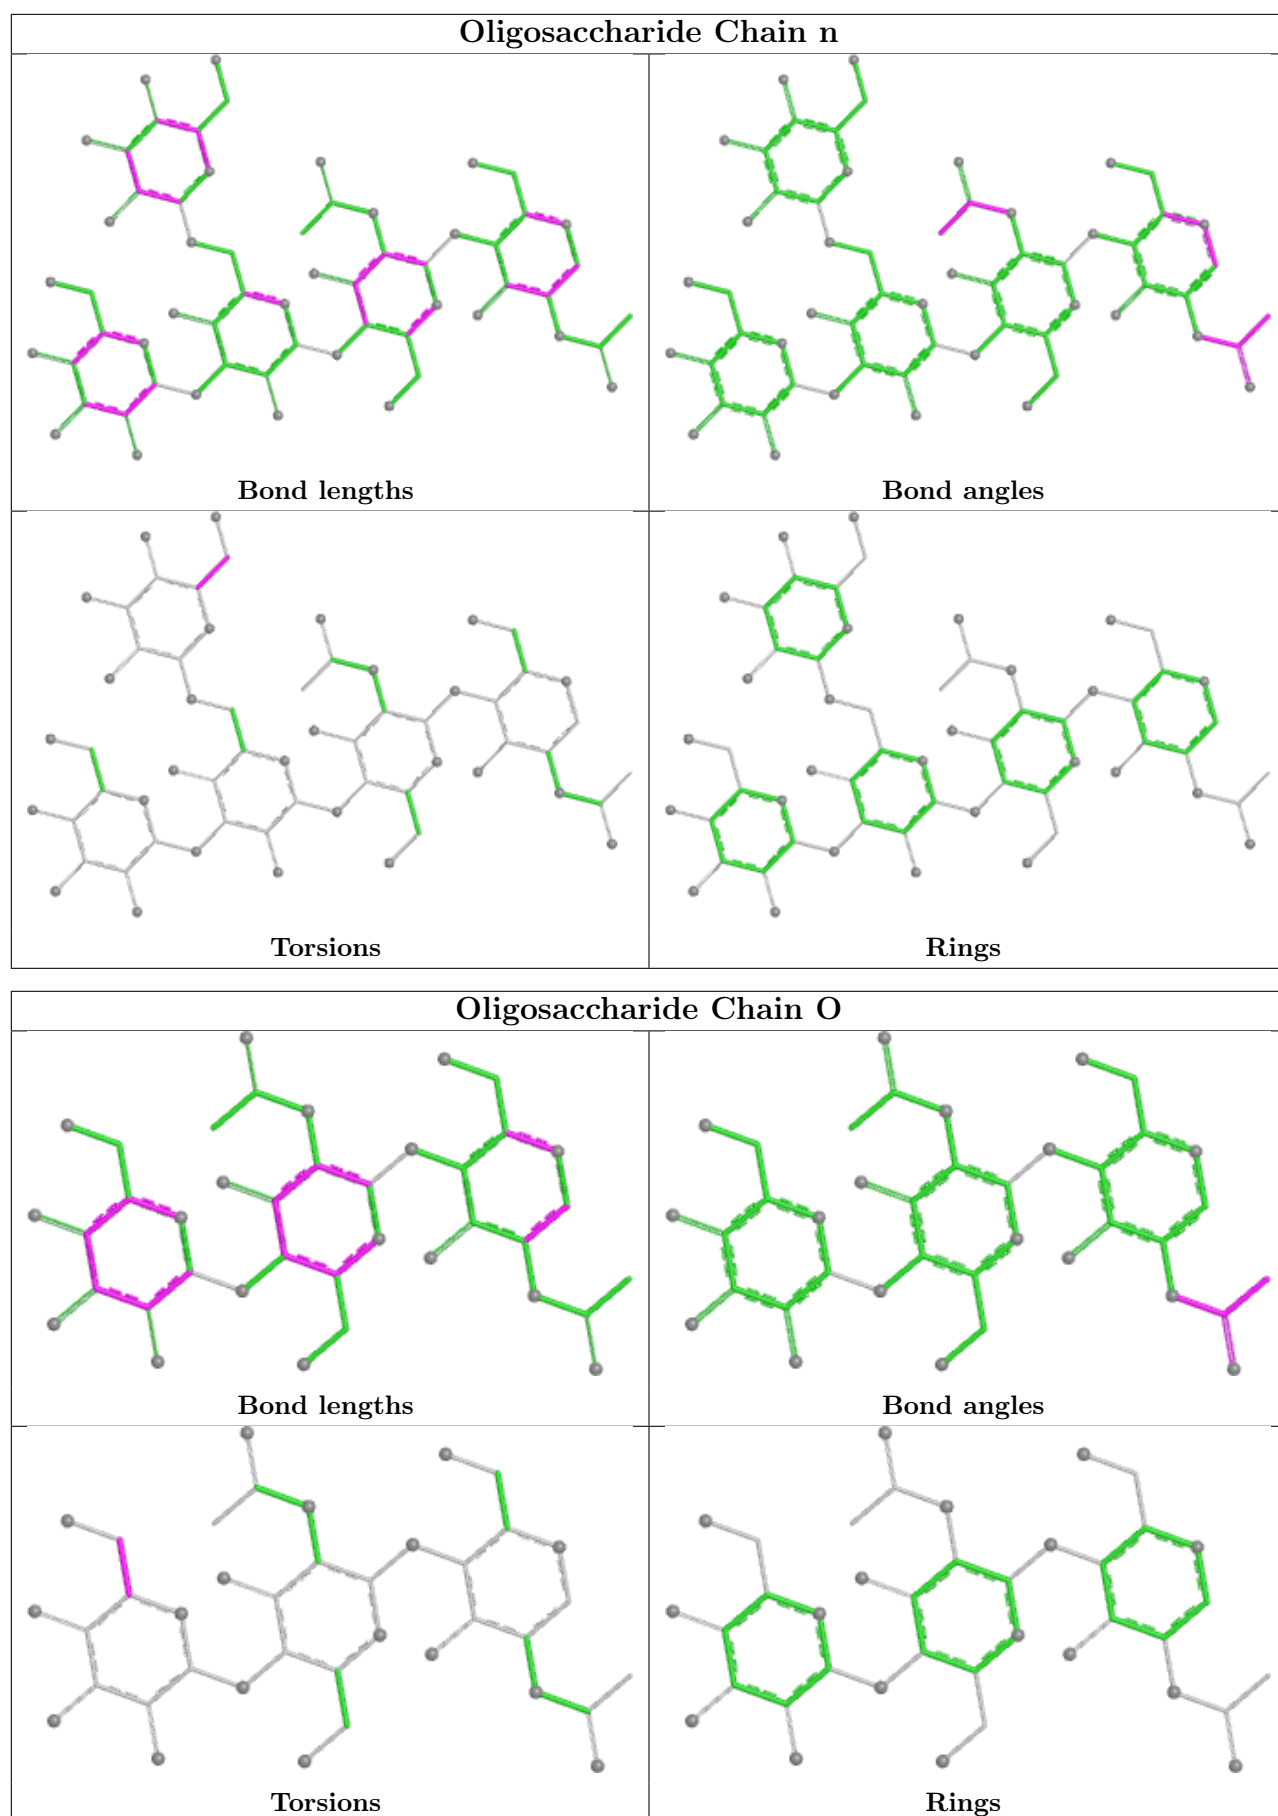 Oligosaccharide Chain n
Bond lengths
Bond angles
Torsions
Rings
Oligosaccharide Chain O
Bond lengths
Bond angles
Torsions
Rings